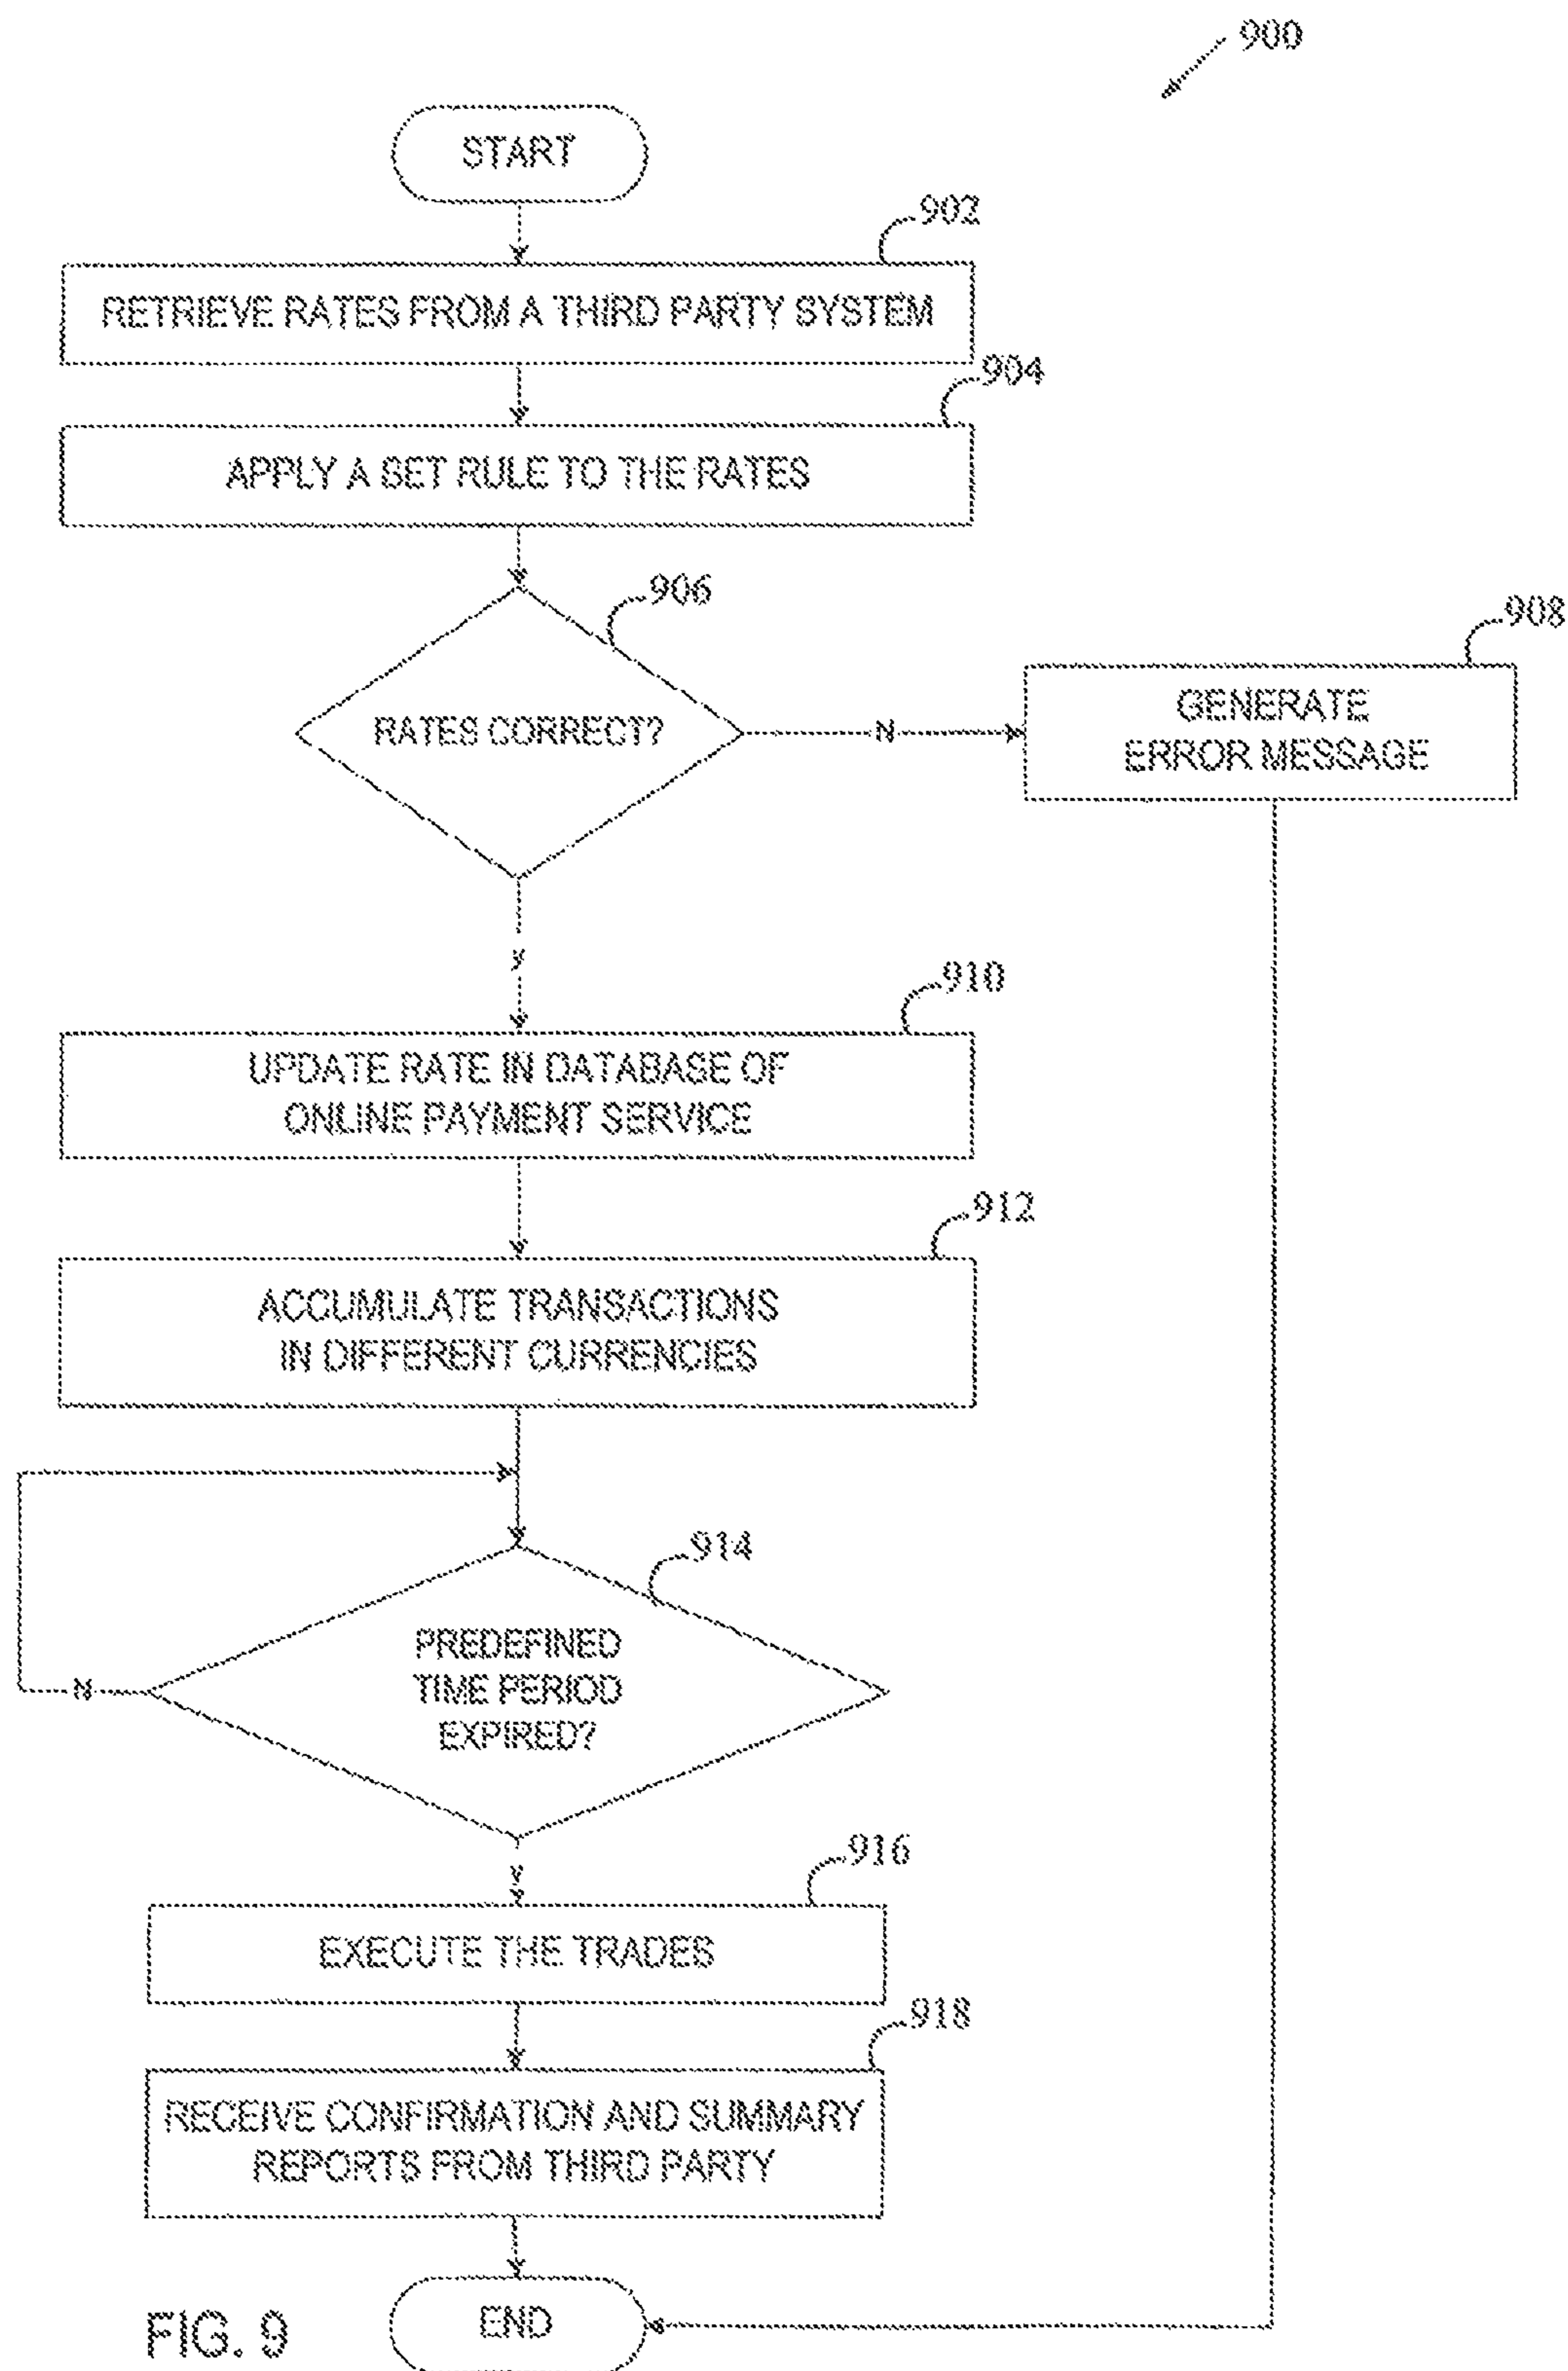 900
START
902
RETRIEVE RATES FROM A THIRD PARTY SYSTEM
904
APPLY A SET RULE TO THE RATES
906
RATES CORRECT?
N
908
GENERATE
ERROR MESSAGE
Y
910
UPDATE RATE IN DATABASE OF
ONLINE PAYMENT SERVICE
912
ACCUMULATE TRANSACTIONS
IN DIFFERENT CURRENCIES
914
PREDEFINED
TIME PERIOD
EXPIRED?
N
Y
916
EXECUTE THE TRADES
918
RECEIVE CONFIRMATION AND SUMMARY
REPORTS FROM THIRD PARTY
END
FIG. 9